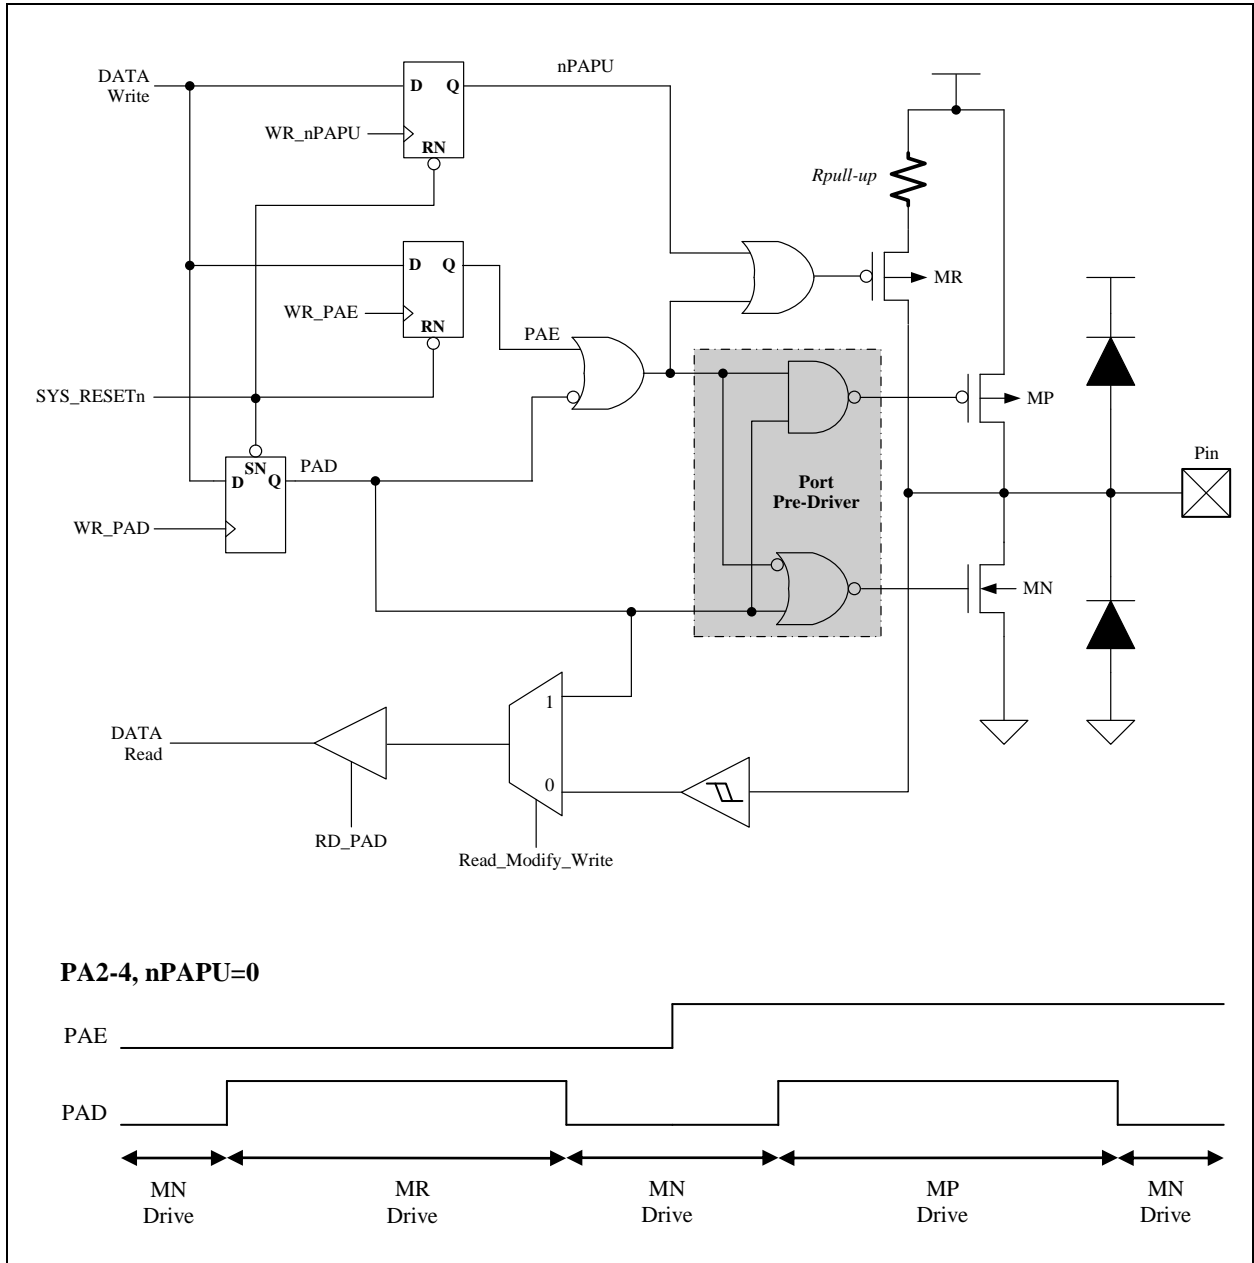 nPAPU
DATA
Write
D Q
WR_nPAPU
RN
Rpull-up
D Q
MR
WR_PAE
RN
PAE
SYS_RESETn
MP
SN
PAD
D Q
Pin
Port
Pre-Driver
WR_PAD
MN
1
DATA
Read
0
RD_PAD
Read_Modify_Write
PA2-4, nPAPU=0
PAE
PAD
MN
Drive
MR
Drive
MN
Drive
MP
Drive
MN
Drive